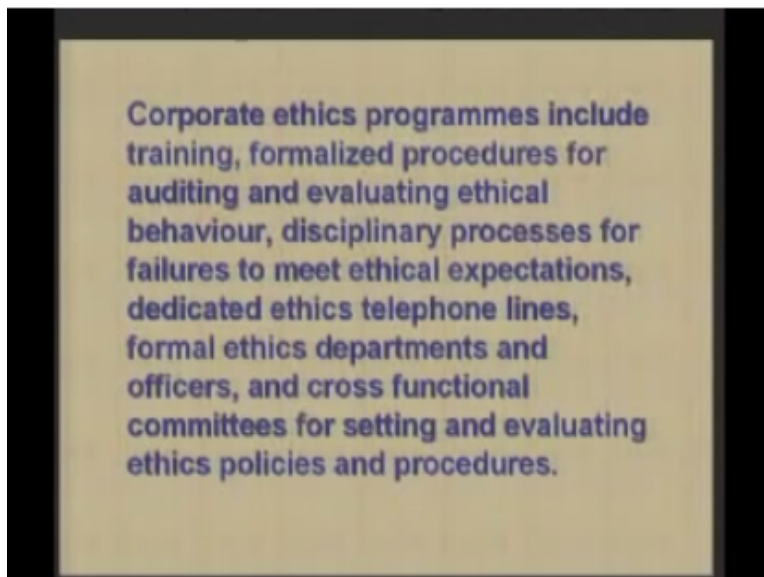 Corporate ethics programmes include
training, formalized procedures for
auditing and evaluating ethical
behaviour, disciplinary processes for
failures to meet ethical expectations,
dedicated ethics telephone lines,
formal ethics departments and
officers, and cross functional
committees for setting and evaluating
ethics policies and procedures.